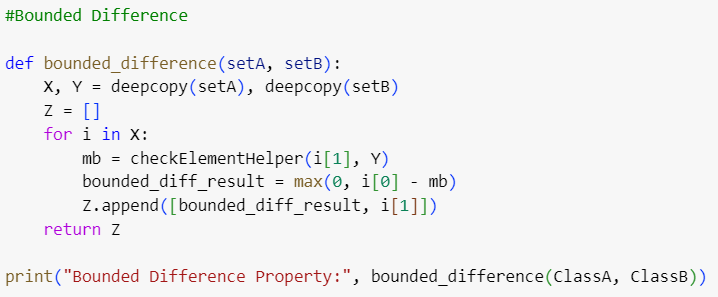 #Bounded Difference

def bounded_difference(setA, setB):
    X, Y = deepcopy(setA), deepcopy(setB)
    Z = []
    for i in X:
        mb = checkElementHelper(i[1], Y)
        bounded_diff_result = max(0, i[0] - mb)
        Z.append([bounded_diff_result, i[1]])
    return Z

print("Bounded Difference Property:", bounded_difference(ClassA, ClassB))